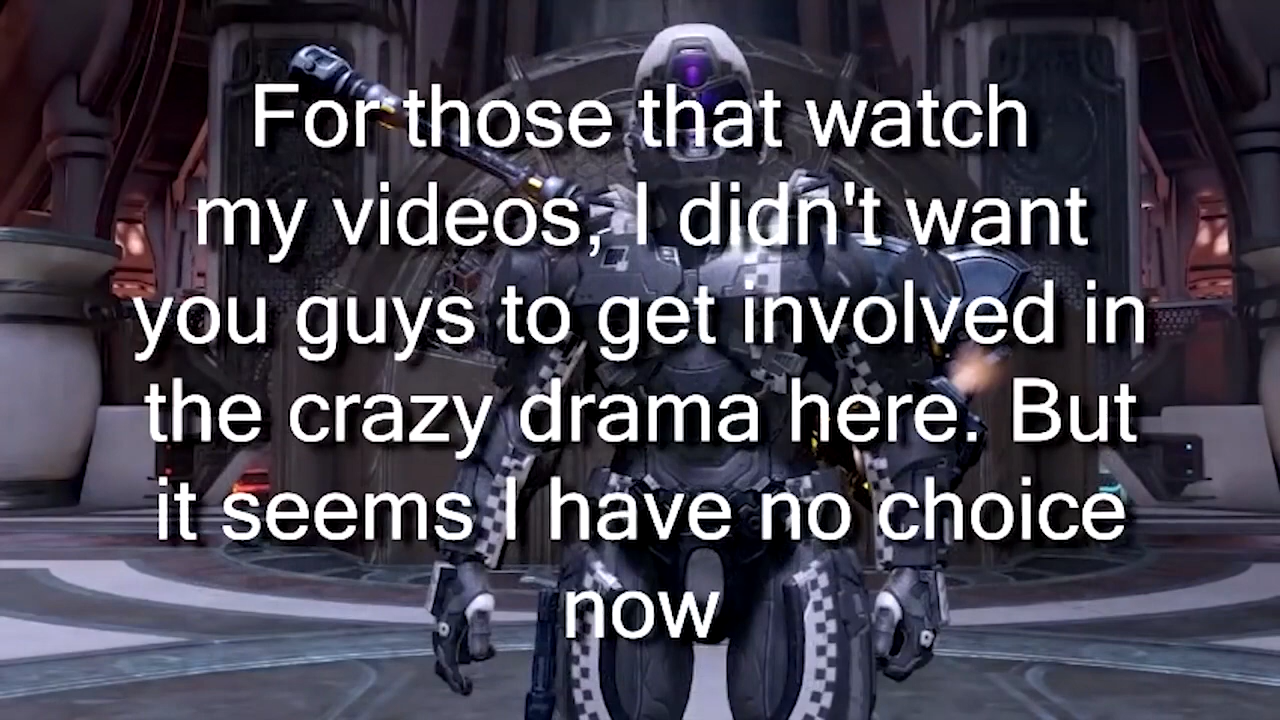 For those that watch
my videos, I didn't want
you guys to get involved in
the crazy drama here. But
it seems I have no choice
now